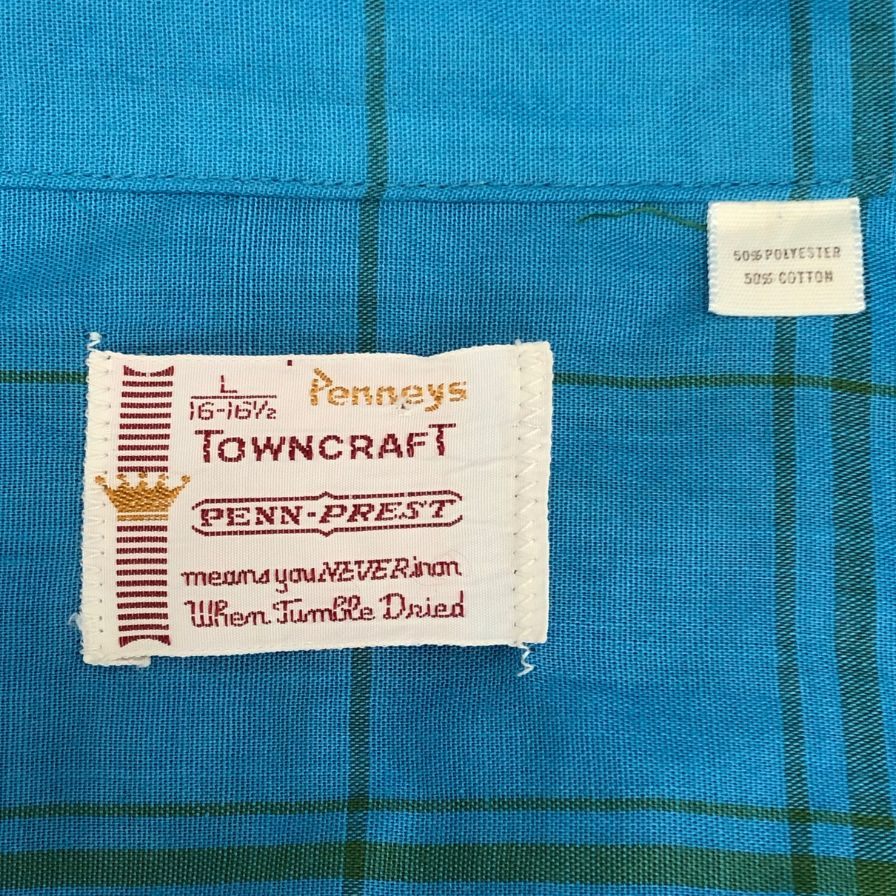 L
16-16½
Penneys
TOWNCRAFT
PENN-PREST
means you NEVER iron
When Tumble Dried
50% POLYESTER
50% COTTON